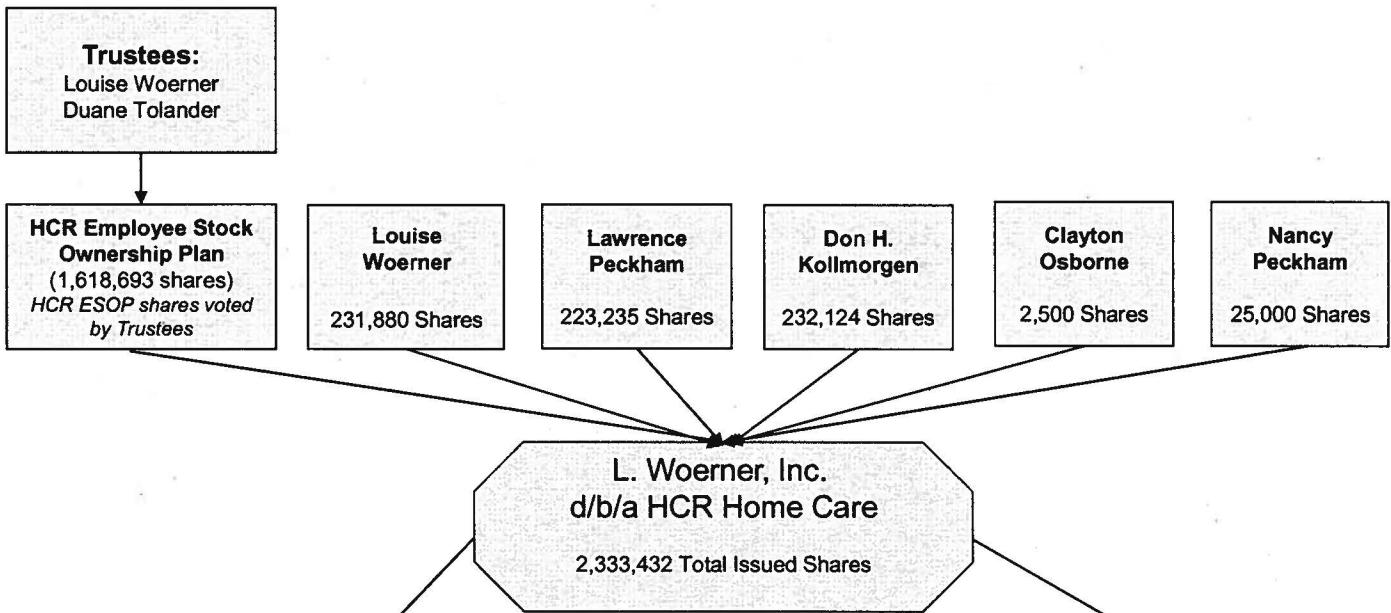 Trustees:
Louise Woerner
Duane Tolander
HCR Employee Stock
Ownership Plan
(1,618,693 shares)
HCR ESOP shares voted
by Trustees
Louise
Woerner
231,880 Shares
Lawrence
Peckham
223,235 Shares
Don H.
Kollmorgen
232,124 Shares
Clayton
Osborne
2,500 Shares
Nancy
Peckham
25,000 Shares
L. Woerner, Inc.
d/b/a HCR Home Care
2,333,432 Total Issued Shares